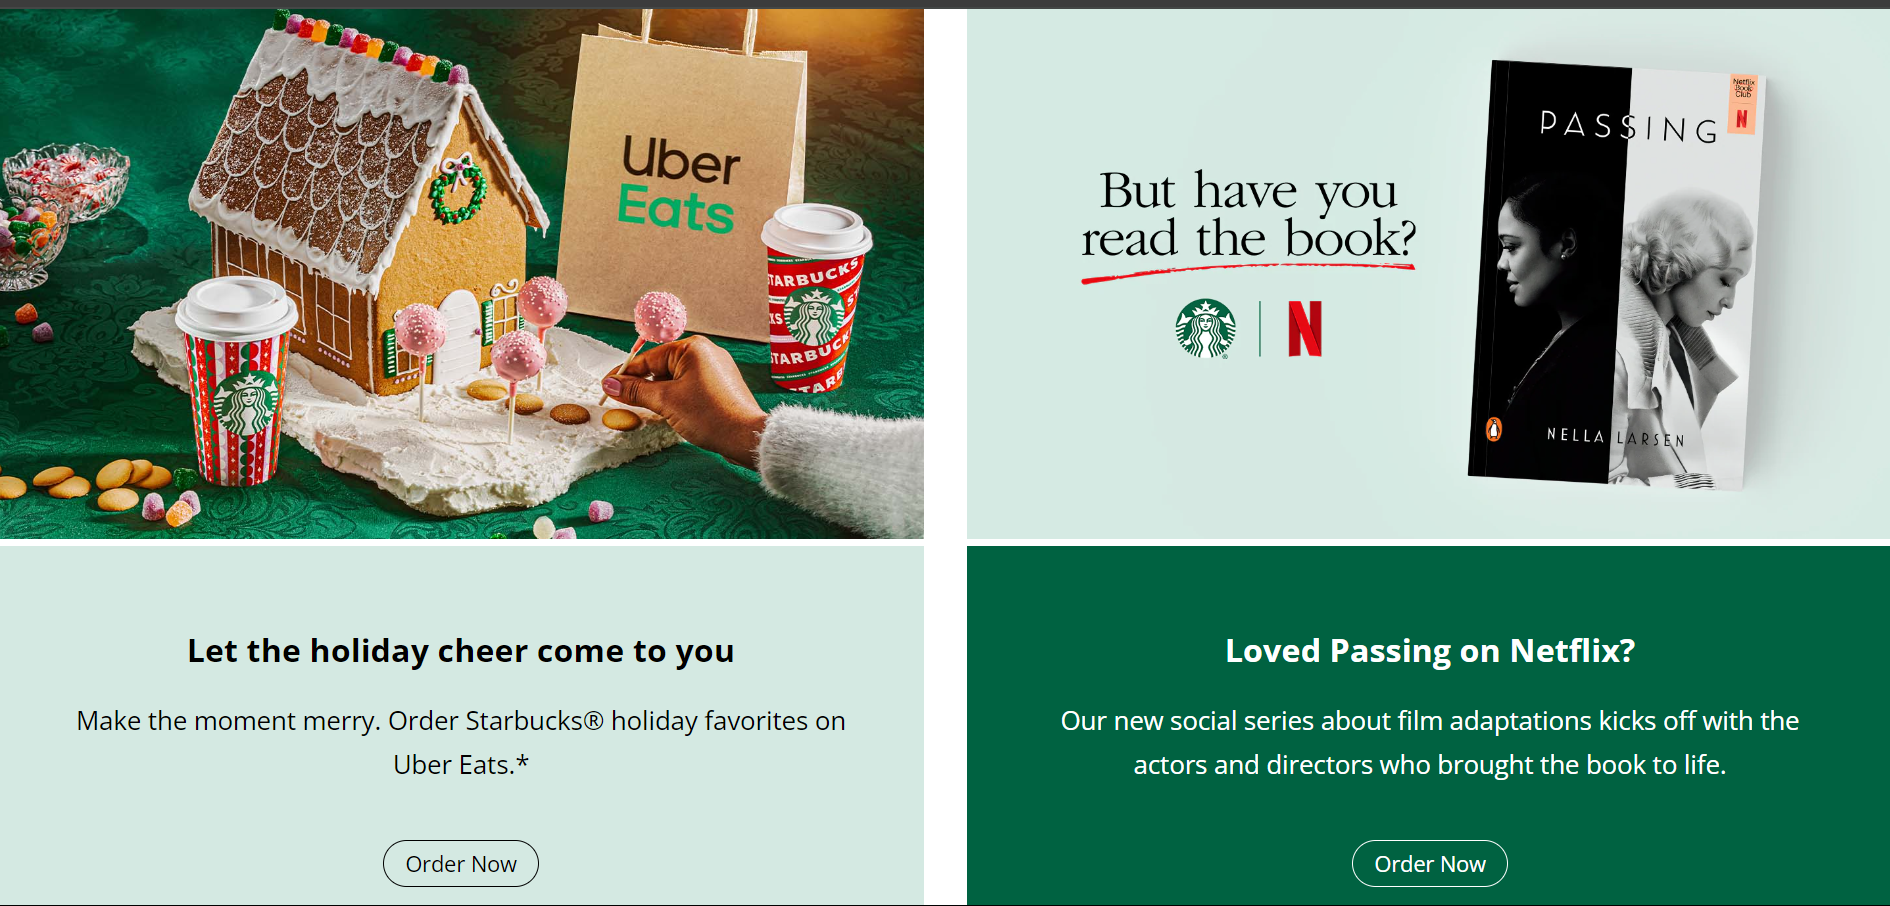 Uber
Eats
STARBUCKS
STARBUCKS
But have you
read the book?
N
PASSING
Netflix
Book
Club
N
NELLA LARSEN
Let the holiday cheer come to you
Make the moment merry. Order Starbucks® holiday favorites on
Uber Eats.*
Order Now
Loved Passing on Netflix?
Our new social series about film adaptations kicks off with the
actors and directors who brought the book to life.
Order Now